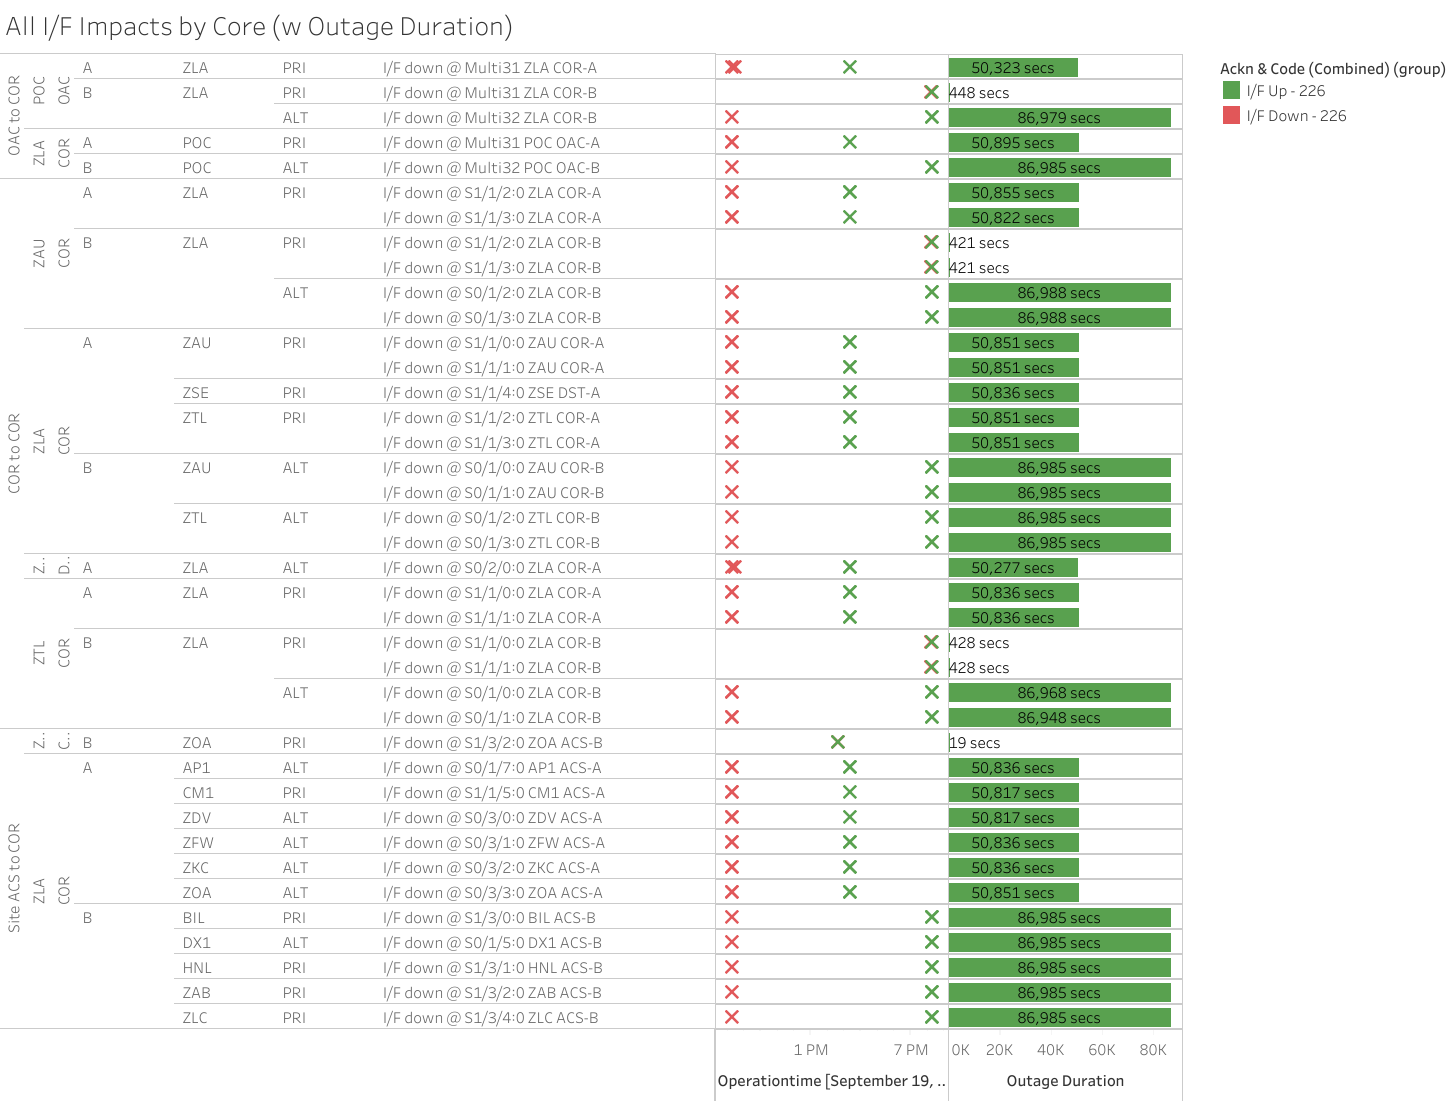 All I/F Impacts by Core (w Outage Duration)
Ackn & Code (Combined) (group)
I/F Up - 226
I/F Down - 226
OAC to COR
POC
OAC
A ZLA PRI I/F down @ Multi31 ZLA COR-A 50,323 secs
B ZLA PRI I/F down @ Multi31 ZLA COR-B 448 secs
ALT I/F down @ Multi32 ZLA COR-B 86,979 secs
ZLA
COR
A POC PRI I/F down @ Multi31 POC OAC-A 50,895 secs
B POC ALT I/F down @ Multi32 POC OAC-B 86,985 secs
COR to COR
ZAU
COR
A ZLA PRI I/F down @ S1/1/2:0 ZLA COR-A 50,855 secs
I/F down @ S1/1/3:0 ZLA COR-A 50,822 secs
B ZLA PRI I/F down @ S1/1/2:0 ZLA COR-B 421 secs
I/F down @ S1/1/3:0 ZLA COR-B 421 secs
ALT I/F down @ S0/1/2:0 ZLA COR-B 86,988 secs
I/F down @ S0/1/3:0 ZLA COR-B 86,988 secs
ZLA
COR
A ZAU PRI I/F down @ S1/1/0:0 ZAU COR-A 50,851 secs
I/F down @ S1/1/1:0 ZAU COR-A 50,851 secs
ZSE PRI I/F down @ S1/1/4:0 ZSE DST-A 50,836 secs
ZTL PRI I/F down @ S1/1/2:0 ZTL COR-A 50,851 secs
I/F down @ S1/1/3:0 ZTL COR-A 50,851 secs
B ZAU ALT I/F down @ S0/1/0:0 ZAU COR-B 86,985 secs
I/F down @ S0/1/1:0 ZAU COR-B 86,985 secs
ZTL ALT I/F down @ S0/1/2:0 ZTL COR-B 86,985 secs
I/F down @ S0/1/3:0 ZTL COR-B 86,985 secs
Z..
D..
A ZLA ALT I/F down @ S0/2/0:0 ZLA COR-A 50,277 secs
ZTL
COR
A ZLA PRI I/F down @ S1/1/0:0 ZLA COR-A 50,836 secs
I/F down @ S1/1/1:0 ZLA COR-A 50,836 secs
B ZLA PRI I/F down @ S1/1/0:0 ZLA COR-B 428 secs
I/F down @ S1/1/1:0 ZLA COR-B 428 secs
ALT I/F down @ S0/1/0:0 ZLA COR-B 86,968 secs
I/F down @ S0/1/1:0 ZLA COR-B 86,948 secs
Site ACS to COR
Z..
C..
B ZOA PRI I/F down @ S1/3/2:0 ZOA ACS-B 19 secs
ZLA
COR
A AP1 ALT I/F down @ S0/1/7:0 AP1 ACS-A 50,836 secs
CM1 PRI I/F down @ S1/1/5:0 CM1 ACS-A 50,817 secs
ZDV ALT I/F down @ S0/3/0:0 ZDV ACS-A 50,817 secs
ZFW ALT I/F down @ S0/3/1:0 ZFW ACS-A 50,836 secs
ZKC ALT I/F down @ S0/3/2:0 ZKC ACS-A 50,836 secs
ZOA ALT I/F down @ S0/3/3:0 ZOA ACS-A 50,851 secs
B BIL PRI I/F down @ S1/3/0:0 BIL ACS-B 86,985 secs
DX1 ALT I/F down @ S0/1/5:0 DX1 ACS-B 86,985 secs
HNL PRI I/F down @ S1/3/1:0 HNL ACS-B 86,985 secs
ZAB PRI I/F down @ S1/3/2:0 ZAB ACS-B 86,985 secs
ZLC PRI I/F down @ S1/3/4:0 ZLC ACS-B 86,985 secs
1 PM 7 PM 0K 20K 40K 60K 80K
Operationtime [September 19, .. Outage Duration